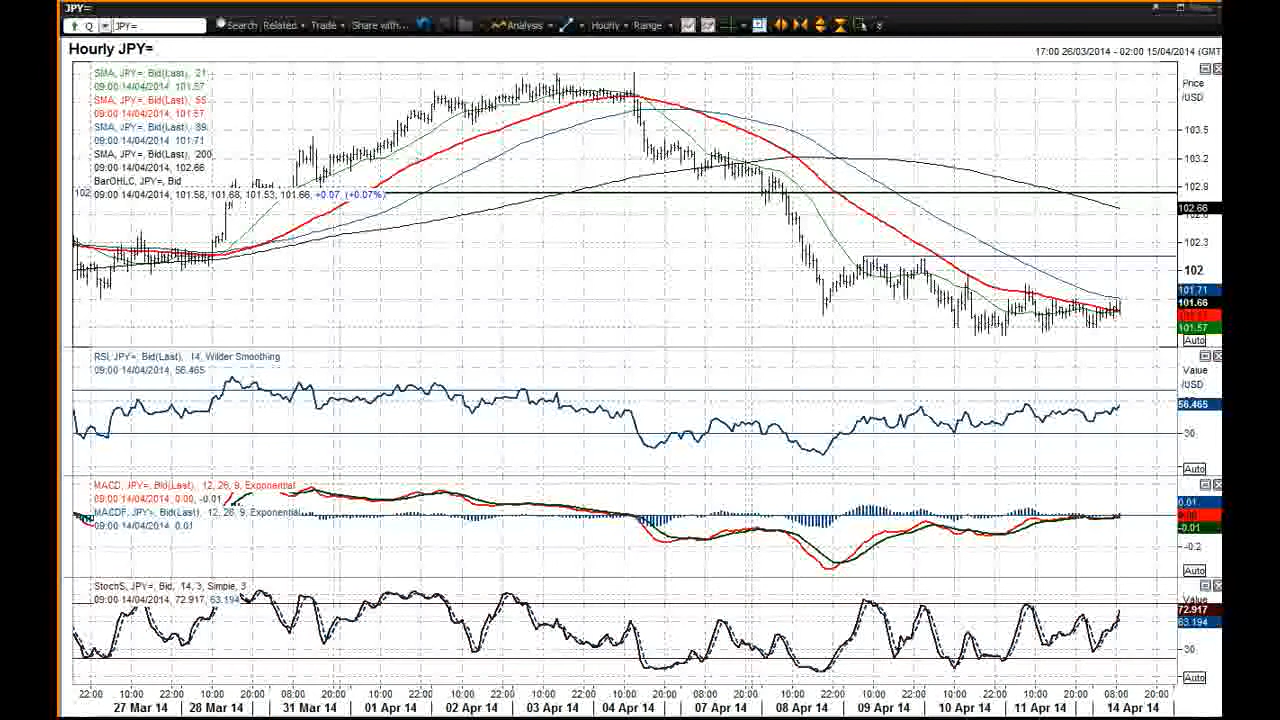 JPY=
Q JPY= Search Related Trade Share with... Analysis Hourly Range
Hourly JPY=
17:00 26/03/2014 - 02:00 15/04/2014 (GMT
SMA, JPY=, Bid(Last), 21
09:00 14/04/2014, 101.57
SMA, JPY=, Bid(Last), 55
09:00 14/04/2014, 101.57
SMA, JPY=, Bid(Last), 89
09:00 14/04/2014, 101.71
SMA, JPY=, Bid(Last), 200
09:00 14/04/2014, 102.66
BarOHLC, JPY=, Bid
09:00 14/04/2014, 101.58, 101.68, 101.53, 101.66, +0.07, (+0.07%)
102
Price
/USD
103.5
103.2
102.9
102.66
102.6
102.3
102
101.71
101.66
101.57
Auto
RSI, JPY=, Bid(Last), 14, Wilder Smoothing
09:00 14/04/2014, 56.465
Value
/USD
56.465
30
Auto
MACD, JPY=, Bid(Last), 12, 26, 9, Exponential
09:00 14/04/2014, 0.00, -0.01
MACDF, JPY=, Bid(Last), 12, 26, 9, Exponential
09:00 14/04/2014, 0.01
0.01
0.00
-0.01
-0.2
Auto
StochS, JPY=, Bid, 14, 3, Simple, 3
09:00 14/04/2014, 72.917, 63.194
Value
72.917
63.194
30
Auto
22:00 10:00 20:00 10:00 20:00 08:00 20:00 10:00 22:00 10:00 22:00 10:00 22:00 10:00 20:00 08:00 20:00 10:00 22:00 10:00 22:00 10:00 22:00 10:00 20:00 08:00 20:00
27 Mar 14 28 Mar 14 31 Mar 14 01 Apr 14 02 Apr 14 03 Apr 14 04 Apr 14 07 Apr 14 08 Apr 14 09 Apr 14 10 Apr 14 11 Apr 14 14 Apr 14